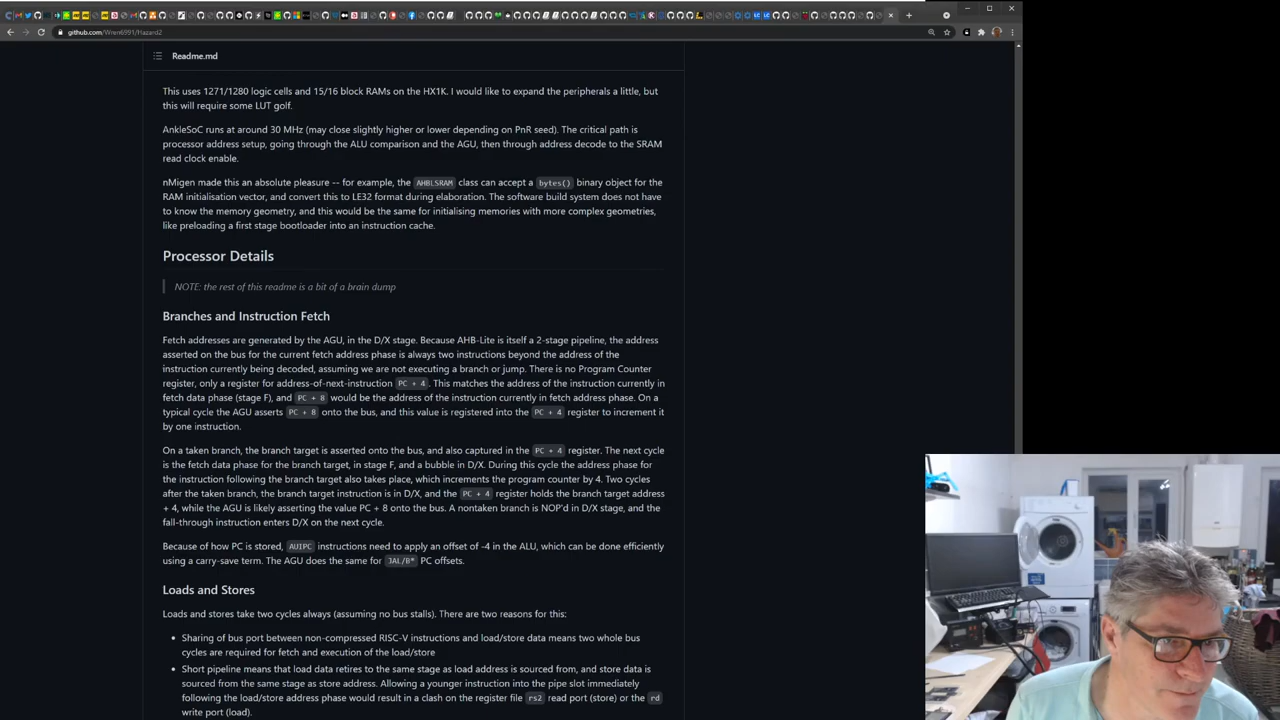 github.com/Wren6991/Hazard2
Readme.md
This uses 1271/1280 logic cells and 15/16 block RAMs on the HX1K. I would like to expand the peripherals a little, but
this will require some LUT golf.
AnkleSoC runs at around 30 MHz (may close slightly higher or lower depending on PnR seed). The critical path is
processor address setup, going through the ALU comparison and the AGU, then through address decode to the SRAM
read clock enable.
nMigen made this an absolute pleasure -- for example, the AHBLSRAM class can accept a bytes() binary object for the
RAM initialisation vector, and convert this to LE32 format during elaboration. The software build system does not have
to know the memory geometry, and this would be the same for initialising memories with more complex geometries,
like preloading a first stage bootloader into an instruction cache.
Processor Details
NOTE: the rest of this readme is a bit of a brain dump
Branches and Instruction Fetch
Fetch addresses are generated by the AGU, in the D/X stage. Because AHB-Lite is itself a 2-stage pipeline, the address
asserted on the bus for the current fetch address phase is always two instructions beyond the address of the
instruction currently being decoded, assuming we are not executing a branch or jump. There is no Program Counter
register, only a register for address-of-next-instruction PC + 4. This matches the address of the instruction currently in
fetch data phase (stage F), and PC + 8 would be the address of the instruction currently in fetch address phase. On a
typical cycle the AGU asserts PC + 8 onto the bus, and this value is registered into the PC + 4 register to increment it
by one instruction.
On a taken branch, the branch target is asserted onto the bus, and also captured in the PC + 4 register. The next cycle
is the fetch data phase for the branch target, in stage F, and a bubble in D/X. During this cycle the address phase for
the instruction following the branch target also takes place, which increments the program counter by 4. Two cycles
after the taken branch, the branch target instruction is in D/X, and the PC + 4 register holds the branch target address
+ 4, while the AGU is likely asserting the value PC + 8 onto the bus. A nontaken branch is NOP'd in D/X stage, and the
fall-through instruction enters D/X on the next cycle.
Because of how PC is stored, AUIPC instructions need to apply an offset of -4 in the ALU, which can be done efficiently
using a carry-save term. The AGU does the same for JAL/B* PC offsets.
Loads and Stores
Loads and stores take two cycles always (assuming no bus stalls). There are two reasons for this:
• Sharing of bus port between non-compressed RISC-V instructions and load/store data means two whole bus
cycles are required for fetch and execution of the load/store
• Short pipeline means that load data retires to the same stage as load address is sourced from, and store data is
sourced from the same stage as store address. Allowing a younger instruction into the pipe slot immediately
following the load/store address phase would result in a clash on the register file rs2 read port (store) or the rd
write port (load).